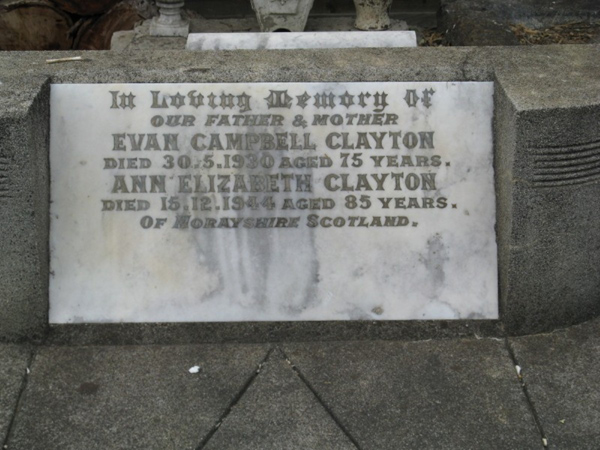 In Loving Memory Of
OUR FATHER & MOTHER
EVAN CAMPBELL CLAYTON
DIED 30.5.1930 AGED 75 YEARS.
ANN ELIZABETH CLAYTON
DIED 15.12.1944 AGED 85 YEARS.
OF NORAYSHIRE SCOTLAND.